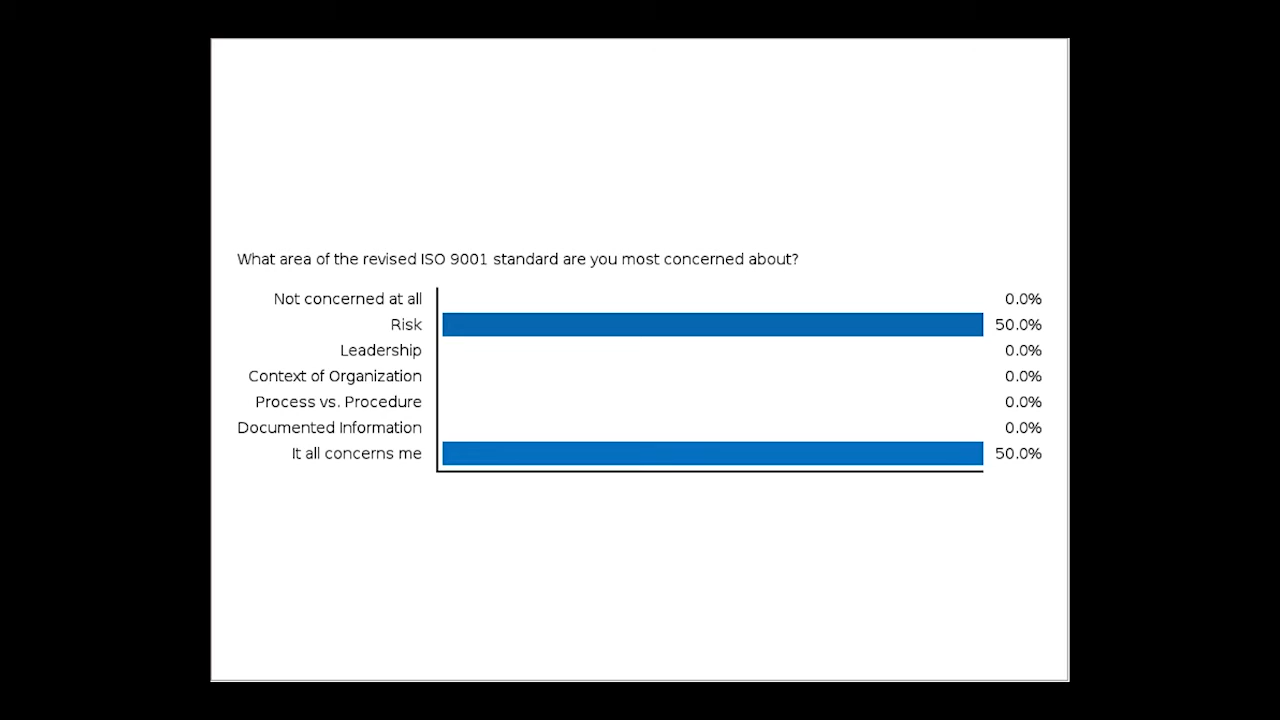 What area of the revised ISO 9001 standard are you most concerned about?
Not concerned at all 0.0%
Risk 50.0%
Leadership 0.0%
Context of Organization 0.0%
Process vs. Procedure 0.0%
Documented Information 0.0%
It all concerns me 50.0%